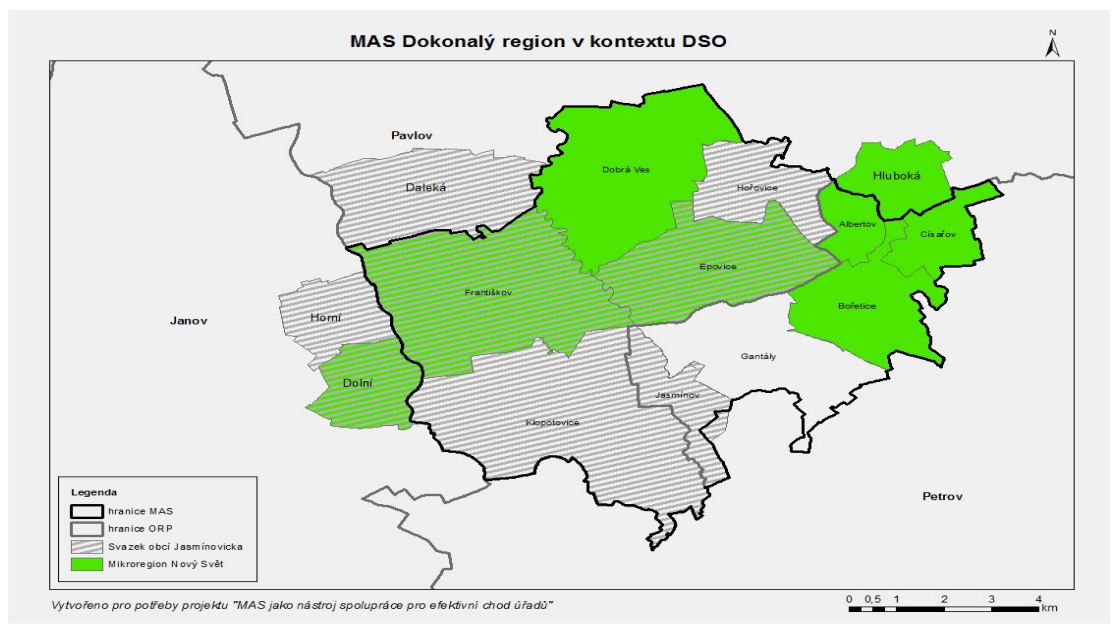 MAS Dokonalý region v kontextu DSO
N
Pavlov
Daleká
Dobrá Ves
Hořovice
Hluboká
Albertov
Císařov
Epovice
Františkov
Bořetice
Horní
Janov
Gantály
Dolní
Jasmínov
Klopotovice
Petrov
Legenda
hranice MAS
hranice ORP
Svazek obcí Jasmínovicka
Mikroregion Nový Svět
Vytvořeno pro potřeby projektu "MAS jako nástroj spolupráce pro efektivní chod úřadů"
0 0,5 1 2 3 4
km